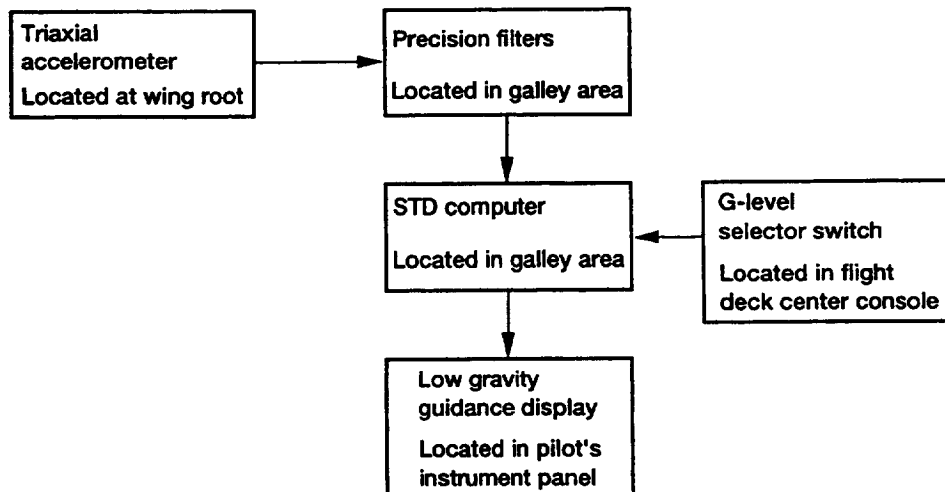 Triaxial
accelerometer
Located at wing root
Precision filters
Located in galley area
STD computer
Located in galley area
G-level
selector switch
Located in flight
deck center console
Low gravity
guidance display
Located in pilot's
instrument panel